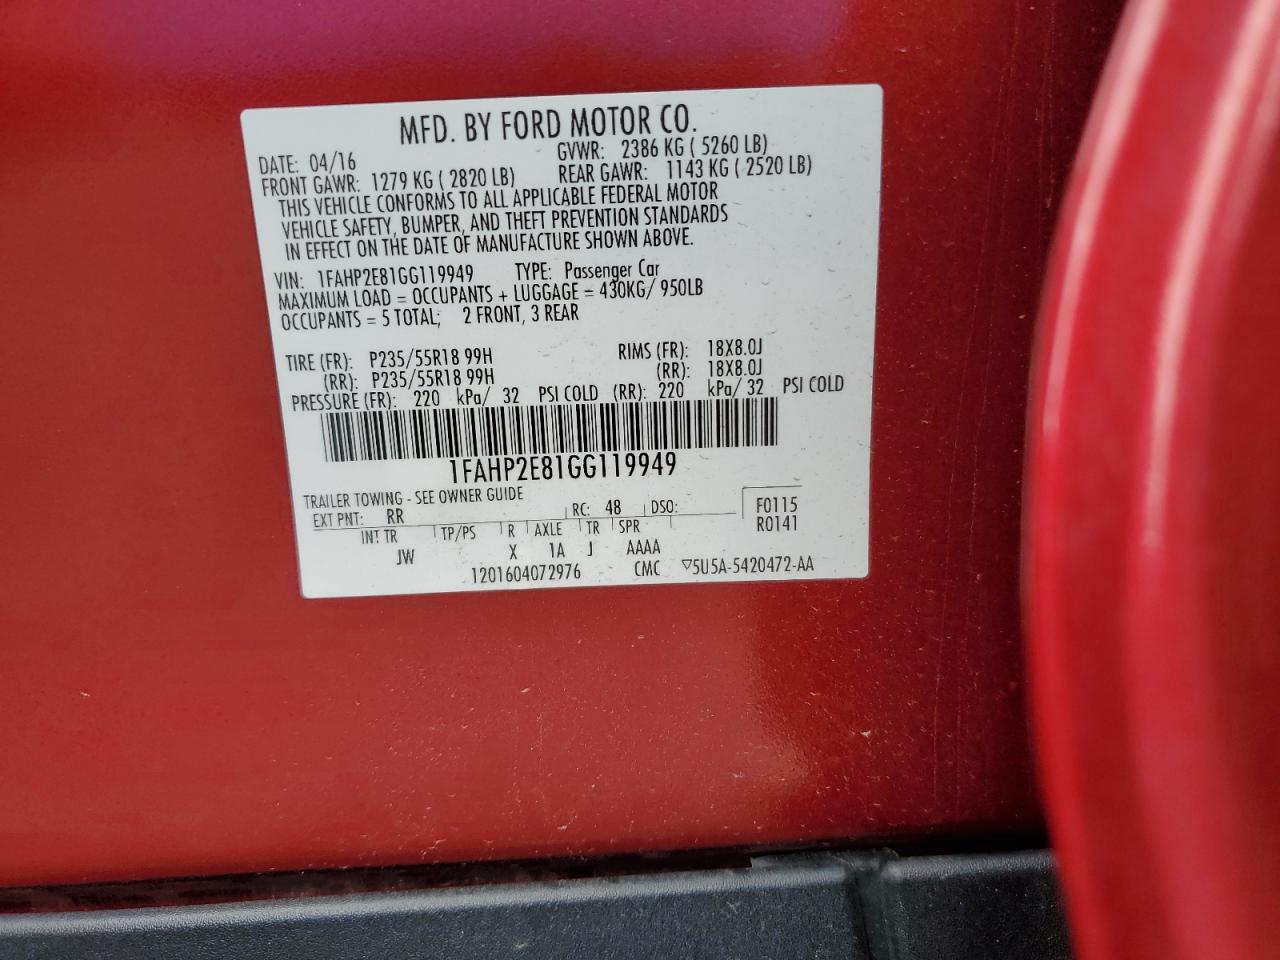 MFD. BY FORD MOTOR CO.
DATE: 04/16 GVWR: 2386 KG ( 5260 LB)
FRONT GAWR: 1279 KG ( 2820 LB) REAR GAWR: 1143 KG ( 2520 LB)
THIS VEHICLE CONFORMS TO ALL APPLICABLE FEDERAL MOTOR
VEHICLE SAFETY, BUMPER, AND THEFT PREVENTION STANDARDS
IN EFFECT ON THE DATE OF MANUFACTURE SHOWN ABOVE.
VIN: 1FAHP2E81GG119949 TYPE: Passenger Car
MAXIMUM LOAD = OCCUPANTS + LUGGAGE = 430KG/ 950LB
OCCUPANTS = 5 TOTAL; 2 FRONT, 3 REAR
TIRE (FR): P235/55R18 99H RIMS (FR): 18X8.0J
(RR): P235/55R18 99H (RR): 18X8.0J
PRESSURE (FR): 220 kPa/ 32 PSI COLD (RR): 220 kPa/ 32 PSI COLD
1FAHP2E81GG119949
TRAILER TOWING - SEE OWNER GUIDE
EXT PNT: RR RC: 48 DSO: F0115
INT TR TP/PS R AXLE TR SPR R0141
JW X 1A J AAAA
1201604072976 CMC ▽5U5A-5420472-AA